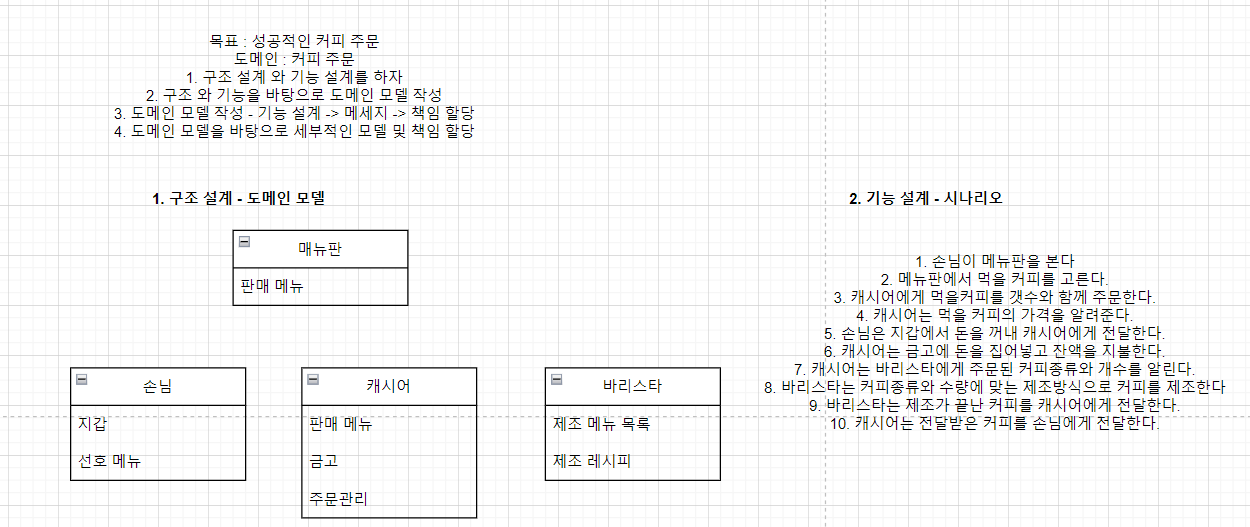 목표 : 성공적인 커피 주문
도메인 : 커피 주문
1. 구조 설계 와 기능 설계를 하자
2. 구조 와 기능을 바탕으로 도메인 모델 작성
3. 도메인 모델 작성 - 기능 설계 -> 메세지 -> 책임 할당
4. 도메인 모델을 바탕으로 세부적인 모델 및 책임 할당
1. 구조 설계 - 도메인 모델
매뉴판
판매 메뉴
손님
지갑
선호 메뉴
캐시어
판매 메뉴
금고
주문관리
바리스타
제조 메뉴 목록
제조 레시피
2. 기능 설계 - 시나리오
1. 손님이 메뉴판을 본다
2. 메뉴판에서 먹을 커피를 고른다.
3. 캐시어에게 먹을커피를 갯수와 함께 주문한다.
4. 캐시어는 먹을 커피의 가격을 알려준다.
5. 손님은 지갑에서 돈을 꺼내 캐시어에게 전달한다.
6. 캐시어는 금고에 돈을 집어넣고 잔액을 지불한다.
7. 캐시어는 바리스타에게 주문된 커피종류와 개수를 알린다.
8. 바리스타는 커피종류와 수량에 맞는 제조방식으로 커피를 제조한다
9. 바리스타는 제조가 끝난 커피를 캐시어에게 전달한다.
10. 캐시어는 전달받은 커피를 손님에게 전달한다.